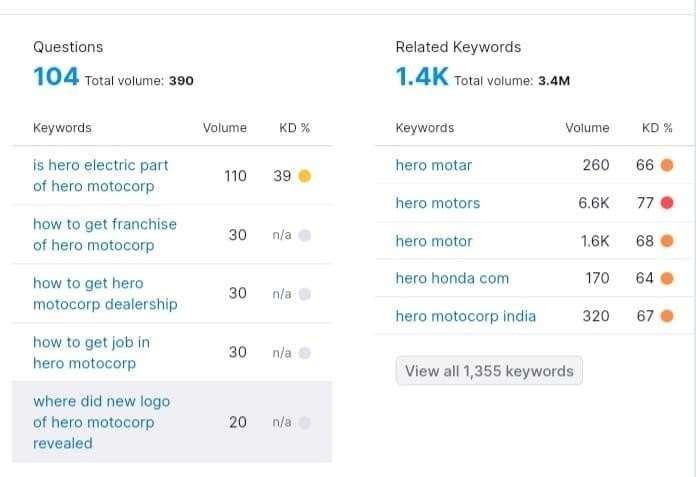 Questions
104 Total volume: 390
Keywords Volume KD %
is hero electric part
of hero motocorp 110 39
how to get franchise
of hero motocorp 30 n/a
how to get hero
motocorp dealership 30 n/a
how to get job in
hero motocorp 30 n/a
where did new logo
of hero motocorp
revealed 20 n/a
Related Keywords
1.4K Total volume: 3.4M
Keywords Volume KD %
hero motar 260 66
hero motors 6.6K 77
hero motor 1.6K 68
hero honda com 170 64
hero motocorp india 320 67
View all 1,355 keywords